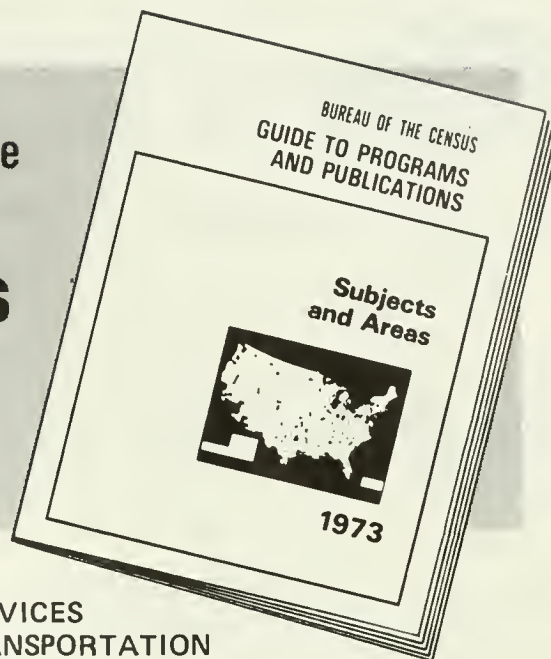 BUREAU OF THE CENSUS
GUIDE TO PROGRAMS
AND PUBLICATIONS
Subjects
and Areas
1973